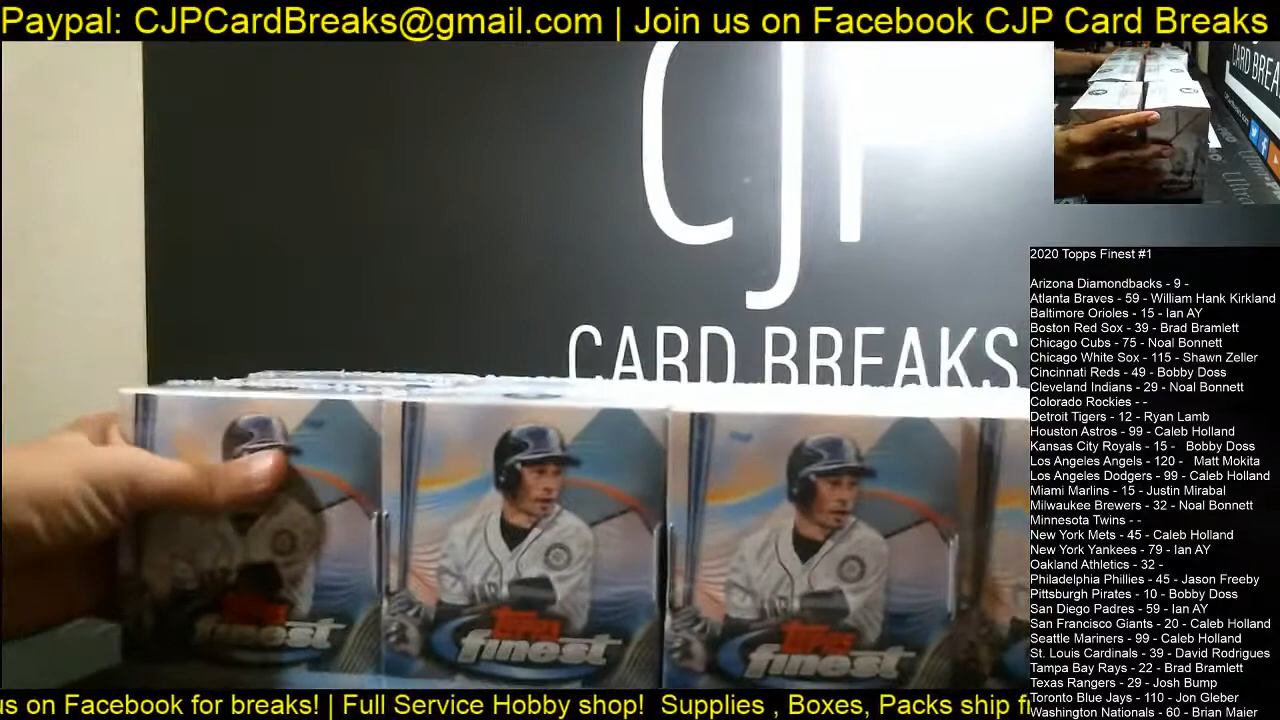 Paypal: CJPCardBreaks@gmail.com | Join us on Facebook CJP Card Breaks
CJP
CARD BREAKS
CARD BREA
2020 Topps Finest #1
Arizona Diamondbacks - 9 -
Atlanta Braves - 59 - William Hank Kirkland
Baltimore Orioles - 15 - Ian AY
Boston Red Sox - 39 - Brad Bramlett
Chicago Cubs - 75 - Noal Bonnett
Chicago White Sox - 115 - Shawn Zeller
Cincinnati Reds - 49 - Bobby Doss
Cleveland Indians - 29 - Noal Bonnett
Colorado Rockies - -
Detroit Tigers - 12 - Ryan Lamb
Houston Astros - 99 - Caleb Holland
Kansas City Royals - 15 - Bobby Doss
Los Angeles Angels - 120 - Matt Mokita
Los Angeles Dodgers - 99 - Caleb Holland
Miami Marlins - 15 - Justin Mirabal
Milwaukee Brewers - 32 - Noal Bonnett
Minnesota Twins - -
New York Mets - 45 - Caleb Holland
New York Yankees - 79 - Ian AY
Oakland Athletics - 32 -
Philadelphia Phillies - 45 - Jason Freeby
Pittsburgh Pirates - 10 - Bobby Doss
San Diego Padres - 59 - Ian AY
San Francisco Giants - 20 - Caleb Holland
Seattle Mariners - 99 - Caleb Holland
St. Louis Cardinals - 39 - David Rodrigues
Tampa Bay Rays - 22 - Brad Bramlett
Texas Rangers - 29 - Josh Bump
Toronto Blue Jays - 110 - Jon Gleber
Washington Nationals - 60 - Brian Maier
Topps
finest
Topps
finest
Topps
finest
us on Facebook for breaks! | Full Service Hobby shop! Supplies , Boxes, Packs ship fr